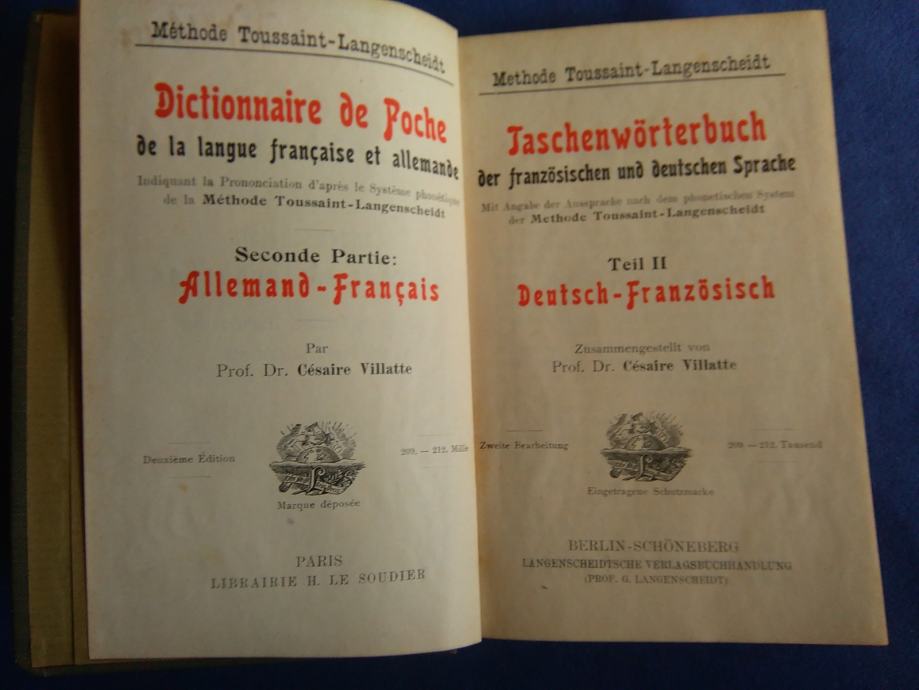 Méthode Toussaint-Langenscheidt
Dictionnaire de Poche
de la langue française et allemande
Indiquant la Prononciation d'après le Système phonétique
de la Méthode Toussaint-Langenscheidt
Seconde Partie:
Allemand-Français
Par
Prof. Dr. Césaire Villatte
Deuxième Édition
209. — 212. Mille
Marque déposée
PARIS
LIBRAIRIE H. LE SOUDIER
Methode Toussaint-Langenscheidt
Taschenwörterbuch
der französischen und deutschen Sprache
Mit Angabe der Aussprache nach dem phonetischen System
der Methode Toussaint-Langenscheidt
Teil II
Deutsch-Französisch
Zusammengestellt von
Prof. Dr. Césaire Villatte
Zweite Bearbeitung
209. — 212. Tausend
Eingetragene Schutzmarke
BERLIN-SCHÖNEBERG
LANGENSCHEIDTSCHE VERLAGSBUCHHANDLUNG
(PROF. G. LANGENSCHEIDT)